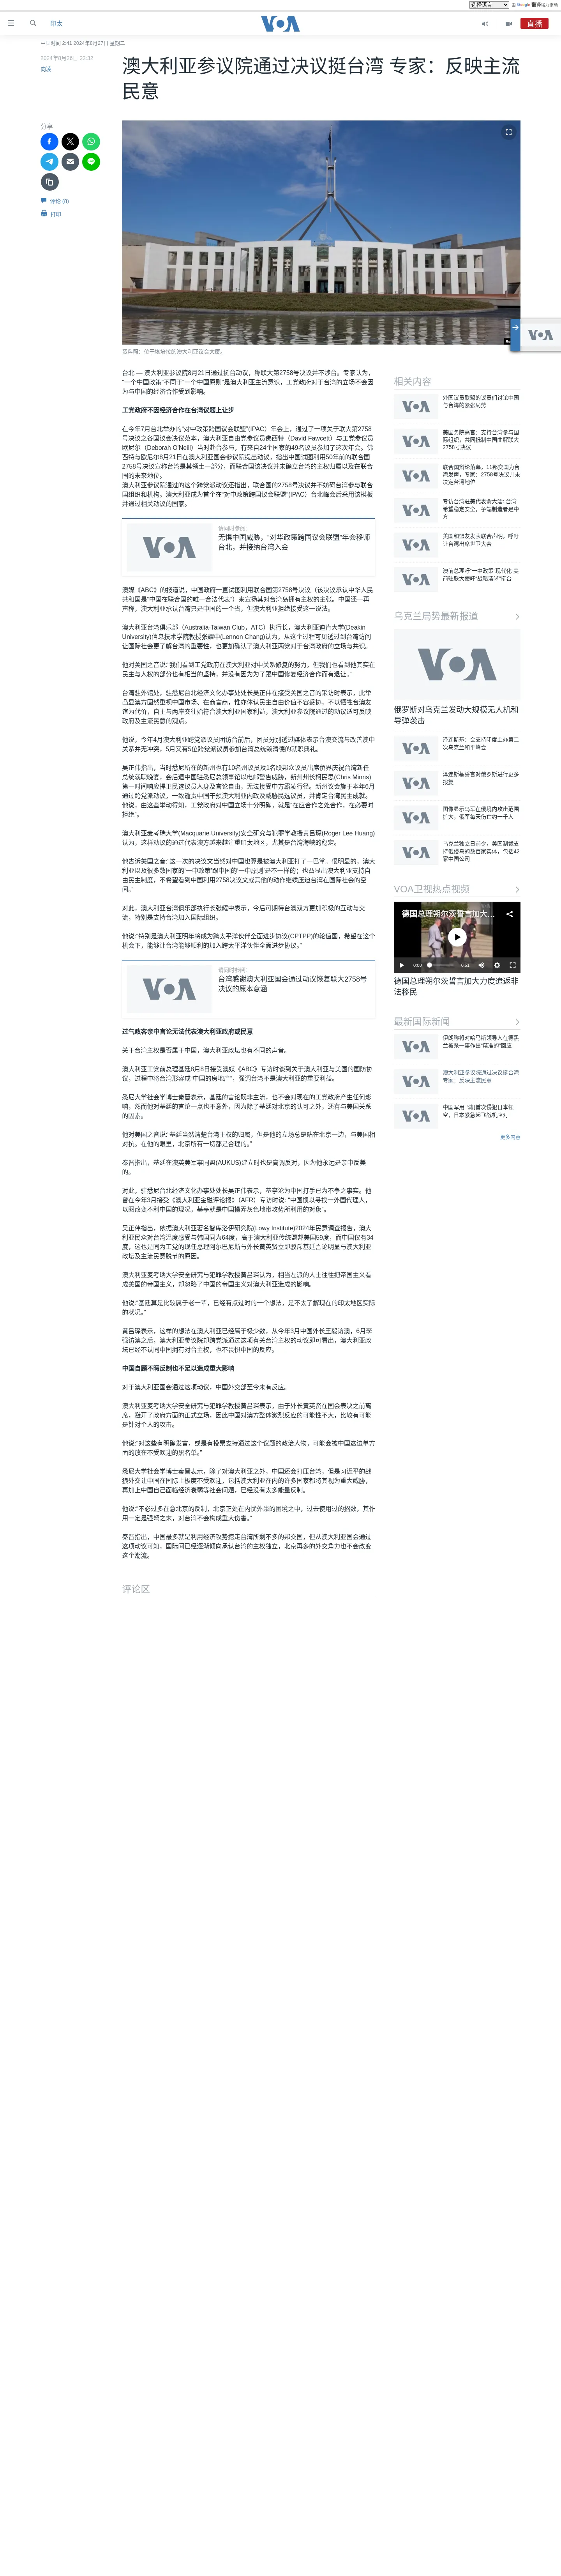 选择语言
由 Google 翻译强力驱动
印太
VOA
直播
中国时间 2:41 2024年8月27日 星期二
2024年8月26日 22:32
向凌
澳大利亚参议院通过决议挺台湾 专家：反映主流
民意
分享
评论 (8)
打印
资料照：位于堪培拉的澳大利亚议会大厦。
台北 — 澳大利亚参议院8月21日通过挺台动议，称联大第2758号决议并不涉台。专家认为，
“一个中国政策”不同于“一个中国原则”是澳大利亚主流意识，工党政府对于台湾的立场不会因
为与中国的经济合作受到影响。
工党政府不因经济合作在台湾议题上让步
在今年7月台北举办的“对中政策跨国议会联盟”(IPAC）年会上，通过了一项关于联大第2758
号决议之各国议会决议范本，澳大利亚自由党参议员佛西特（David Fawcett）与工党参议员
欧尼尔（Deborah O'Neill）当时赴台参与，有来自24个国家的49名议员参加了这次年会。佛
西特与欧尼尔8月21日在澳大利亚国会参议院提出动议，指出中国试图利用50年前的联合国
2758号决议宣称台湾是其领土一部分，而联合国该决议并未确立台湾的主权归属以及在联合
国的未来地位。
澳大利亚参议院通过的这个跨党派动议还指出，联合国的2758号决议并不妨碍台湾参与联合
国组织和机构。澳大利亚成为首个在“对中政策跨国议会联盟”(IPAC）台北峰会后采用该模板
并通过相关动议的国家。
请同时参阅：
无惧中国威胁，“对华政策跨国议会联盟”年会移师
台北，并接纳台湾入会
澳媒《ABC》的报道说，中国政府一直试图利用联合国第2758号决议（该决议承认中华人民
共和国是“中国在联合国的唯一合法代表”）来宣扬其对台湾岛拥有主权的主张。中国还一再
声称，澳大利亚承认台湾只是中国的一个省，但澳大利亚拒绝接受这一说法。
澳大利亚台湾俱乐部（Australia-Taiwan Club，ATC）执行长，澳大利亚迪肯大学(Deakin
University)信息技术学院教授张耀中(Lennon Chang)认为，从这个过程可见透过到台湾访问
让国际社会更了解台湾的重要性，也更加确认了澳大利亚两党对于台湾政府的立场与共识。
他对美国之音说:“我们看到工党政府在澳大利亚对中关系修复的努力，但我们也看到他其实在
民主与人权的部分也有相当的坚持，并没有因为为了跟中国修复经济合作而有退让。”
台湾驻外馆处，驻悉尼台北经济文化办事处处长吴正伟在接受美国之音的采访时表示，此举
凸显澳方固然重视中国市场、在商言商，惟亦体认民主自由价值不容妥协，不以牺牲台澳友
谊为代价，自主与两岸交往始符合澳大利亚国家利益，澳大利亚参议院通过的动议适可反映
政府及主流民意的观点。
他说，今年4月澳大利亚跨党派议员团访台前后，团员分别透过媒体表示台澳交流与改善澳中
关系并无冲突，5月又有5位跨党派议员参加台湾总统赖清德的就职典礼。
吴正伟指出，当时悉尼所在的新州也有10名州议员及1名联邦众议员出席侨界庆祝台湾新任
总统就职晚宴，会后遭中国驻悉尼总领事馆以电邮警告威胁，新州州长柯民思(Chris Minns)
第一时间响应捍卫民选议员人身及言论自由，无法接受中方霸凌行径。新州议会旋于本年6月
通过跨党派动议，一致谴责中国干预澳大利亚内政及威胁民选议员，并肯定台湾民主成就。
他说，由这些举动得知，工党政府对中国立场十分明确，就是“在应合作之处合作，在必要时
拒绝”。
澳大利亚麦考瑞大学(Macquarie University)安全研究与犯罪学教授黄吕琛(Roger Lee Huang)
认为，这样动议的通过代表澳方越来越注重印太地区，尤其是台湾海峡的稳定。
他告诉美国之音:“这一次的决议文当然对中国也算是被澳大利亚打了一巴掌。很明显的，澳大
利亚以及很多数国家的‘一中政策’跟中国的‘一中原则’是不一样的；也凸显出澳大利亚支持自
由民主制度，不希望看到中国利用2758决议文或其他的动作继续压迫台湾在国际社会的空
间。”
对此，澳大利亚台湾俱乐部执行长张耀中表示，今后可期待台澳双方更加积极的互动与交
流，特别是支持台湾加入国际组织。
他说:“特别是澳大利亚明年将成为跨太平洋伙伴全面进步协议(CPTPP)的轮值国，希望在这个
机会下，能够让台湾能够顺利的加入跨太平洋伙伴全面进步协议。”
请同时参阅：
台湾感谢澳大利亚国会通过动议恢复联大2758号
决议的原本意涵
过气政客亲中言论无法代表澳大利亚政府或民意
关于台湾主权是否属于中国，澳大利亚政坛也有不同的声音。
澳大利亚工党前总理基廷8月8日接受澳媒《ABC》专访时谈到关于澳大利亚与美国的国防协
议，过程中将台湾形容成“中国的房地产”，强调台湾不是澳大利亚的重要利益。
悉尼大学社会学博士秦晋表示，基廷的言论既非主流，也不会对现在的工党政府产生任何影
响，然而他对基廷的言论一点也不意外，因为除了基廷对北京的认可之外，还有与美国关系
的因素。
他对美国之音说:“基廷当然清楚台湾主权的归属，但是他的立场总是站在北京一边，与美国相
对抗。在他的眼里，北京所有一切都是合理的。”
秦晋指出，基廷在澳英美军事同盟(AUKUS)建立时也是高调反对，因为他永远是亲中反美
的。
对此，驻悉尼台北经济文化办事处处长吴正伟表示，基亭沦为中国打手已为不争之事实。他
曾在今年3月接受《澳大利亚金融评论报》（AFR）专访时说: “中国惯以寻找一外国代理人，
以图改变不利中国的现况，基亭就是中国操弄灰色地带攻势所利用的对象”。
吴正伟指出，依据澳大利亚著名智库洛伊研究院(Lowy Institute)2024年民意调查报告，澳大
利亚民众对台湾温度感受与韩国同为64度，高于澳大利亚传统盟邦美国59度，而中国仅有34
度，这也是同为工党的现任总理阿尔巴尼斯与外长黄英贤立即驳斥基廷言论明显与澳大利亚
政坛及主流民意脱节的原因。
澳大利亚麦考瑞大学安全研究与犯罪学教授黄吕琛认为，相当左派的人士往往把帝国主义看
成美国的帝国主义，却忽略了中国的帝国主义对澳大利亚造成的影响。
他说:“基廷算是比较属于老一辈，已经有点过时的一个想法，是不太了解现在的印太地区实际
的状况。”
黄吕琛表示，这样的想法在澳大利亚已经属于极少数，从今年3月中国外长王毅访澳，6月李
强访澳之后，澳大利亚参议院却跨党派通过这项有关台湾主权的动议即可看出，澳大利亚政
坛已经不认同中国拥有对台主权，也不畏惧中国的反应。
中国自顾不暇反制也不足以造成重大影响
对于澳大利亚国会通过这项动议，中国外交部至今未有反应。
澳大利亚麦考瑞大学安全研究与犯罪学教授黄吕琛表示，由于外长黄英贤在国会表决之前离
席，避开了政府方面的正式立场，因此中国对澳方整体激烈反应的可能性不大，比较有可能
是针对个人的攻击。
他说:“对这些有明确发言，或是有投票支持通过这个议题的政治人物，可能会被中国这边单方
面的放在不受欢迎的黑名单。”
悉尼大学社会学博士秦晋表示，除了对澳大利亚之外，中国还会打压台湾，但是习近平的战
狼外交让中国在国际上极度不受欢迎，包括澳大利亚在内的许多国家都将其视为重大威胁，
再加上中国自己面临经济衰弱等社会问题，已经没有太多能量反制。
他说:“不必过多在意北京的反制，北京正处在内忧外患的困境之中，过去使用过的招数，其作
用一定是强弩之末，对台湾不会构成重大伤害。”
秦晋指出，中国最多就是利用经济攻势挖走台湾所剩不多的邦交国，但从澳大利亚国会通过
这项动议可知，国际间已经逐渐倾向承认台湾的主权独立，北京再多的外交角力也不会改变
这个潮流。
评论区
相关内容
外国议员联盟的议员们讨论中国
与台湾的紧张局势
美国务院高官：支持台湾参与国
际组织，共同抵制中国曲解联大
2758号决议
联合国辩论落幕，11邦交国为台
湾发声，专家：2758号决议并未
决定台湾地位
专访台湾驻美代表俞大㵢: 台湾
希望稳定安全，争端制造者是中
方
美国和盟友发表联合声明，呼吁
让台湾出席世卫大会
澳前总理吁“一中政策”现代化 美
前驻联大使吁“战略清晰”挺台
乌克兰局势最新报道
俄罗斯对乌克兰发动大规模无人机和
导弹袭击
泽连斯基：会支持印度主办第二
次乌克兰和平峰会
泽连斯基誓言对俄罗斯进行更多
报复
图像显示乌军在俄境内攻击范围
扩大，俄军每天伤亡约一千人
乌克兰独立日前夕，美国制裁支
持俄侵乌的数百家实体，包括42
家中国公司
VOA卫视热点视频
德国总理朔尔茨誓言加大...
0:00
0:51
德国总理朔尔茨誓言加大力度遣返非
法移民
最新国际新闻
伊朗称将对哈马斯领导人在德黑
兰被杀一事作出“精准的”回应
澳大利亚参议院通过决议挺台湾
专家：反映主流民意
中国军用飞机首次侵犯日本领
空，日本紧急起飞战机应对
更多内容